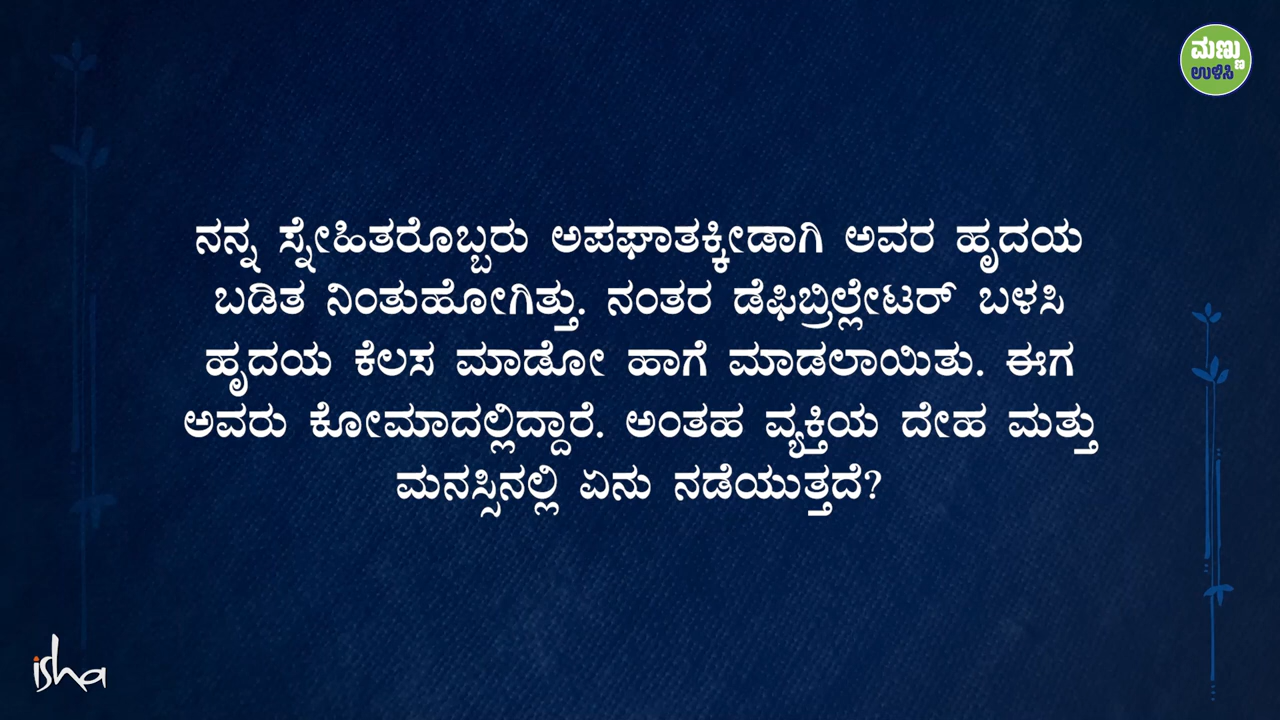 ಮಣ್ಣು
ಉಳಿಸಿ
ನನ್ನ ಸ್ನೇಹಿತರೊಬ್ಬರು ಅಪಘಾತಕ್ಕೀಡಾಗಿ ಅವರ ಹೃದಯ
ಬಡಿತ ನಿಂತುಹೋಗಿತ್ತು. ನಂತರ ಡೆಫಿಬ್ರಿಲ್ಲೇಟರ್ ಬಳಸಿ
ಹೃದಯ ಕೆಲಸ ಮಾಡೋ ಹಾಗೆ ಮಾಡಲಾಯಿತು. ಈಗ
ಅವರು ಕೋಮಾದಲ್ಲಿದ್ದಾರೆ. ಅಂತಹ ವ್ಯಕ್ತಿಯ ದೇಹ ಮತ್ತು
ಮನಸ್ಸಿನಲ್ಲಿ ಏನು ನಡೆಯುತ್ತದೆ?
isha